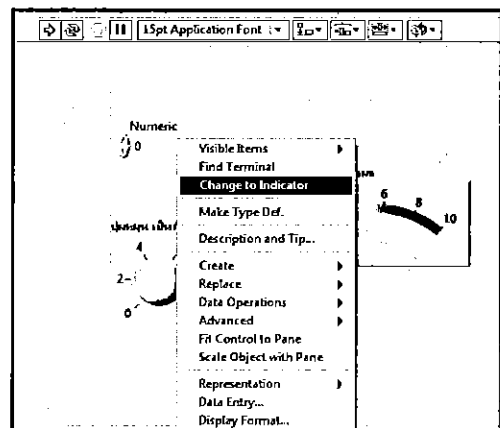 15pt Application Font
Numeric
0
Visible Items
Find Terminal
Change to Indicator
Make Type Def.
Description and Tip...
Create
Replace
Data Operations
Advanced
Fit Control to Pane
Scale Object with Pane
Representation
Data Entry...
Display Format...
4
2
0
6
8
10